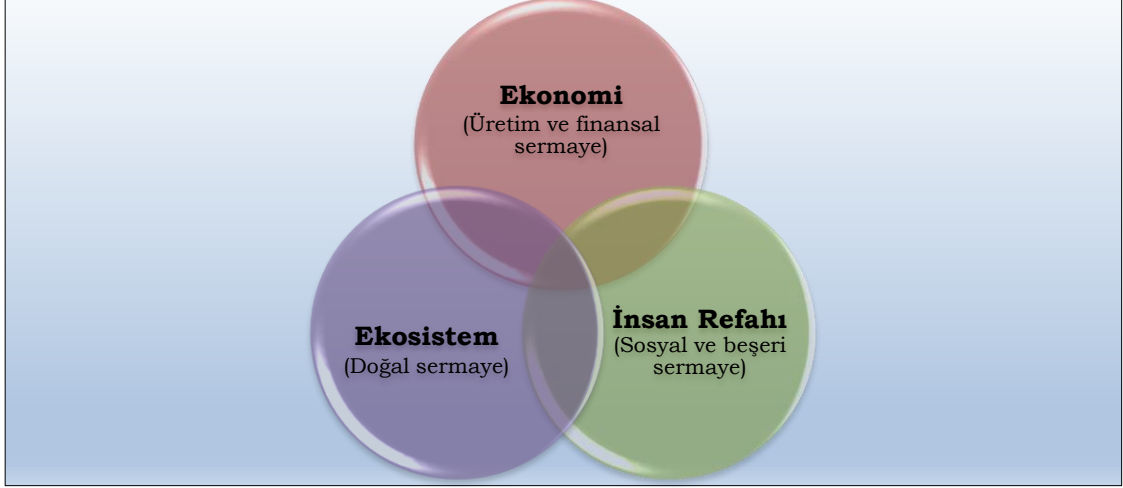 Ekonomi
(Üretim ve finansal
sermaye)
Ekosistem
(Doğal sermaye)
İnsan Refahı
(Sosyal ve beşeri
sermaye)